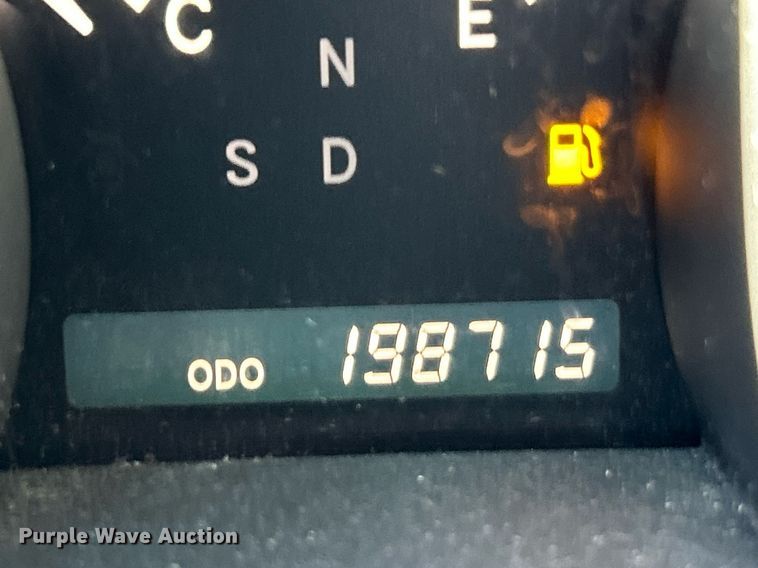 C E
N
S D
ODO 198715
Purple Wave Auction